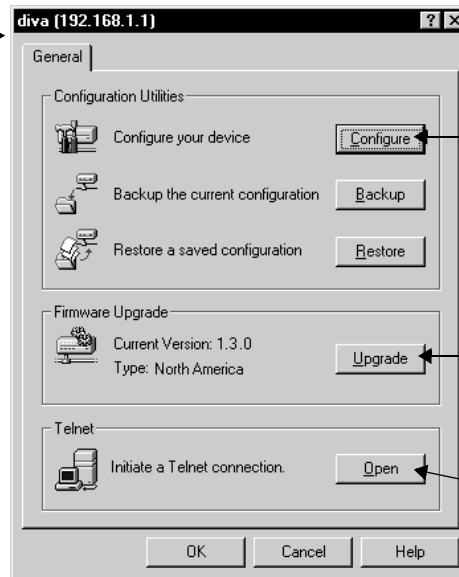 diva (192.168.1.1)
General
Configuration Utilities
Configure your device
Configure
Backup the current configuration
Backup
Restore a saved configuration
Restore
Firmware Upgrade
Current Version: 1.3.0
Type: North America
Upgrade
Telnet
Initiate a Telnet connection.
Open
OK Cancel Help